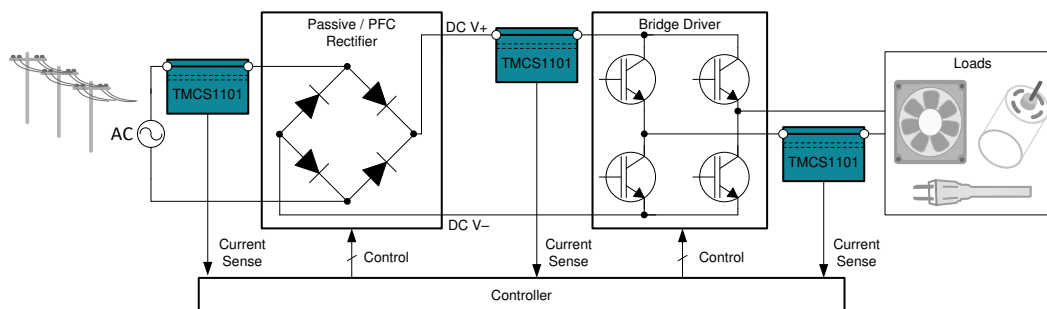 Passive / PFC
Rectifier
DC V+
Bridge Driver
Loads
TMCS1101
TMCS1101
AC
TMCS1101
DC V–
Current
Sense
Control
Current
Sense
Control
Current
Sense
Controller